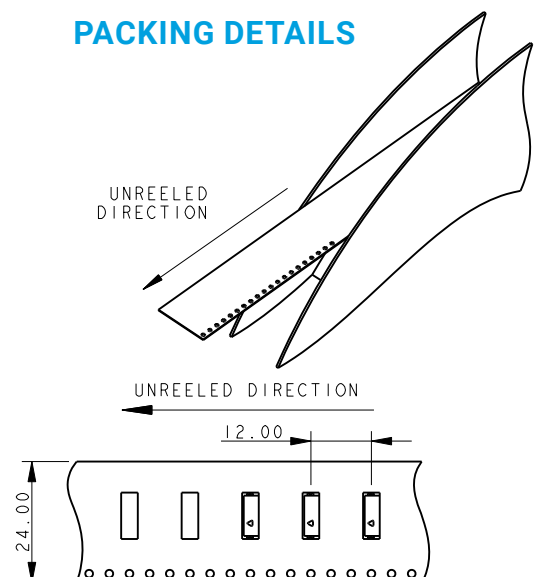 PACKING DETAILS
UNREELED
DIRECTION
UNREELED DIRECTION
12.00
24.00